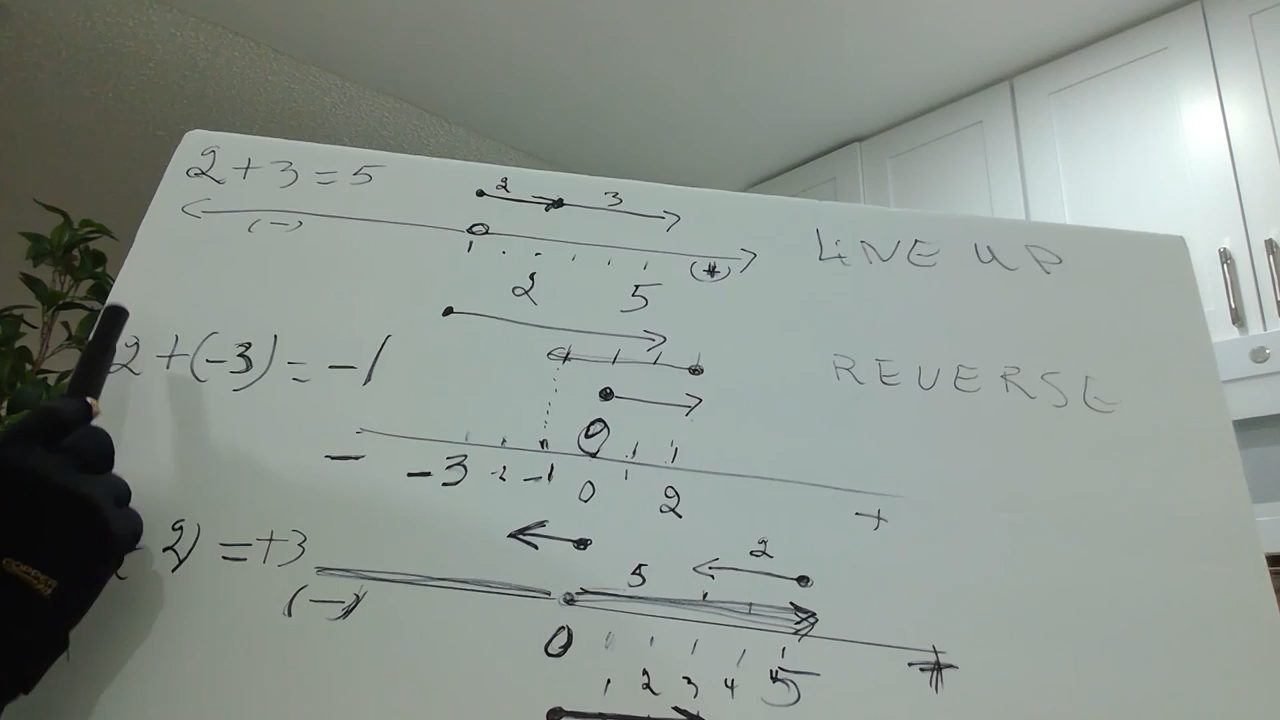 2+3=5
2 3
(-) (+)
2 5
LINE UP
2+(-3)=-1
REVERSE
0
- -3 -2 -1 0 1 2 +
2) =+3
5 2
(-)
0 1 2 3 4 5 +